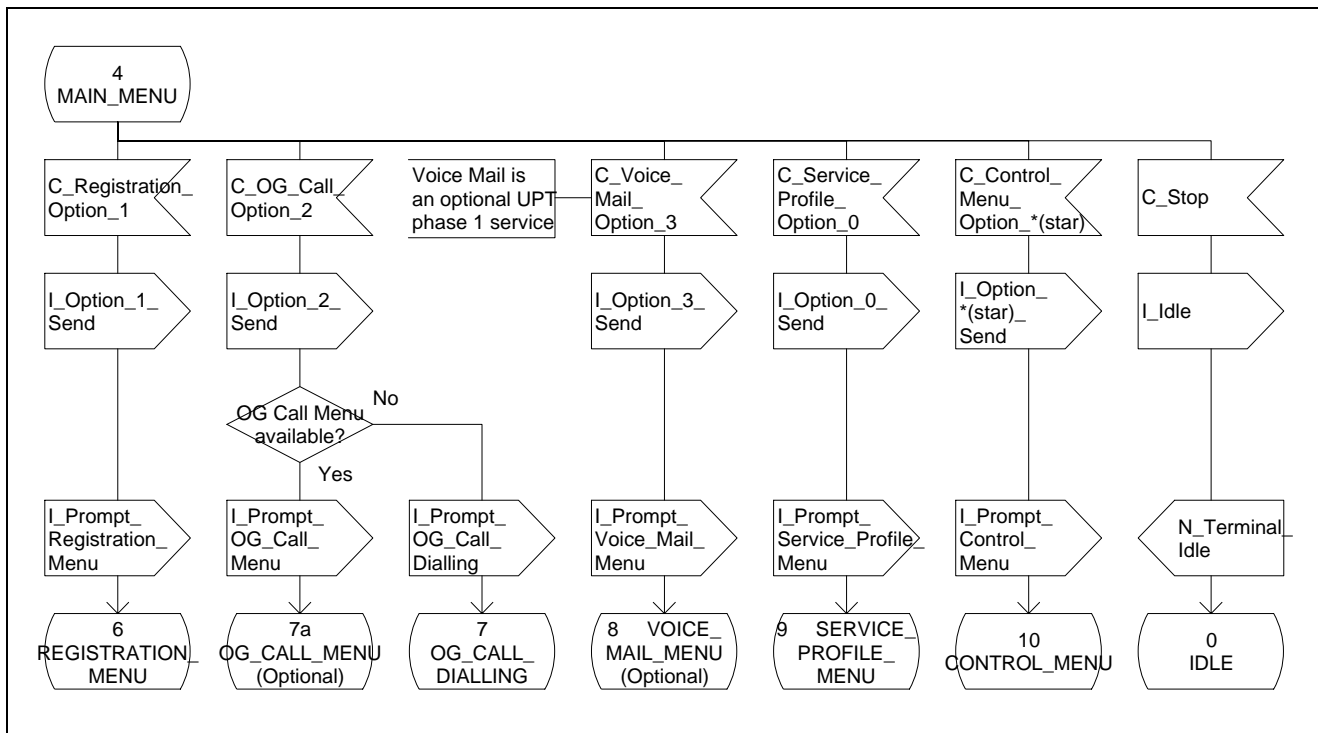 4
MAIN_MENU
C_Registration_
Option_1
C_OG_Call_
Option_2
Voice Mail is
an optional UPT
phase 1 service
C_Voice_
Mail_
Option_3
C_Service_
Profile_
Option_0
C_Control_
Menu_
Option_*(star)
C_Stop
I_Option_1_
Send
I_Option_2_
Send
I_Option_3_
Send
I_Option_0_
Send
I_Option_
*(star)_
Send
I_Idle
OG Call Menu
available?
No
Yes
I_Prompt_
Registration_
Menu
I_Prompt_
OG_Call_
Menu
I_Prompt_
OG_Call_
Dialling
I_Prompt_
Voice_Mail_
Menu
I_Prompt_
Service_Profile_
Menu
I_Prompt_
Control_
Menu
N_Terminal_
Idle
6
REGISTRATION_
MENU
7a
OG_CALL_MENU
(Optional)
7
OG_CALL_
DIALLING
8 VOICE_
MAIL_MENU
(Optional)
9 SERVICE_
PROFILE_
MENU
10
CONTROL_MENU
0
IDLE